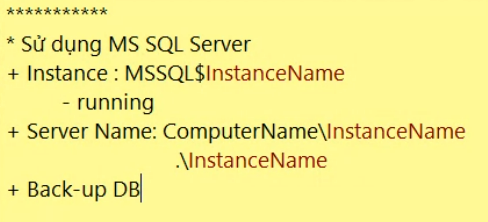 ***********
* Sử dụng MS SQL Server
+ Instance : MSSQL$InstanceName
- running
+ Server Name: ComputerName\InstanceName
.\InstanceName
+ Back-up DB